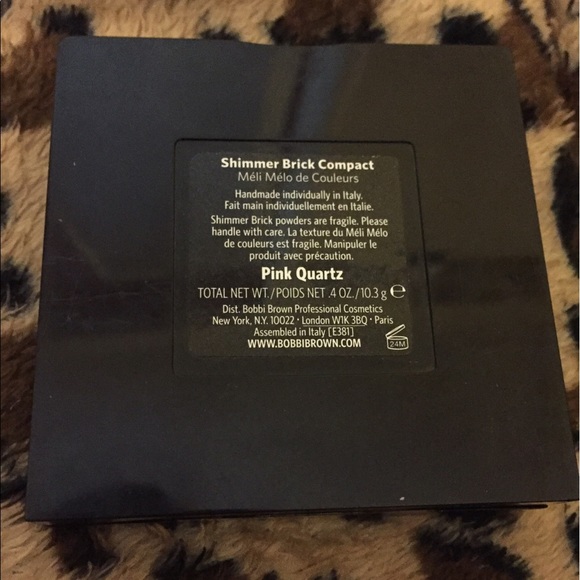 Shimmer Brick Compact
Méli Mélo de Couleurs
Handmade individually in Italy.
Fait main individuellement en Italie.
Shimmer Brick powders are fragile. Please
handle with care. La texture du Méli Mélo
de couleurs est fragile. Manipuler le
produit avec précaution.
Pink Quartz
TOTAL NET WT./POIDS NET .4 OZ./10.3 g ℮
Dist. Bobbi Brown Professional Cosmetics
New York, N.Y. 10022 · London W1K 3BQ · Paris
Assembled in Italy [E381]
WWW.BOBBIBROWN.COM
24M